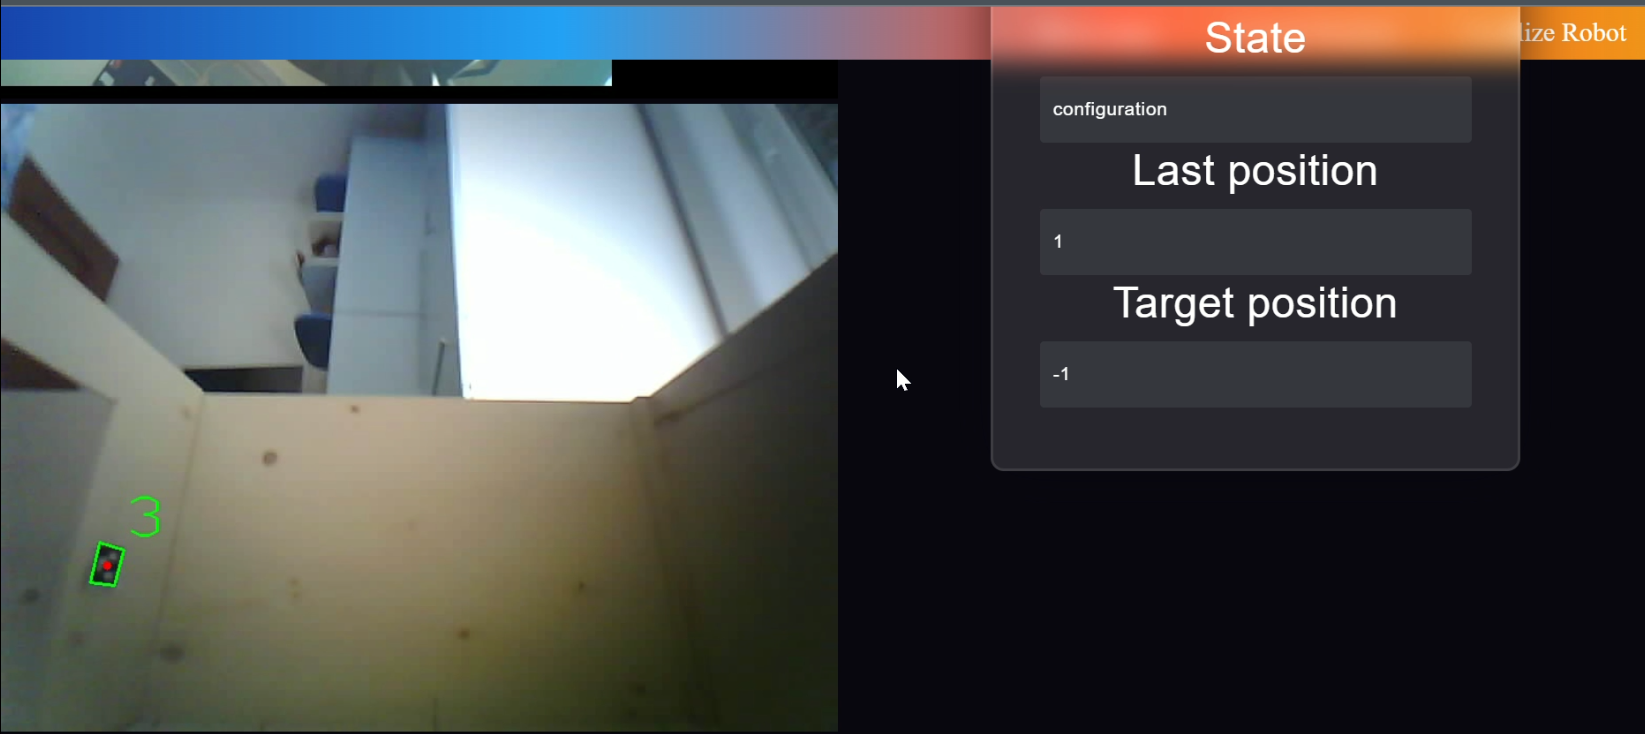 State
lize Robot
configuration
Last position
1
Target position
-1
3